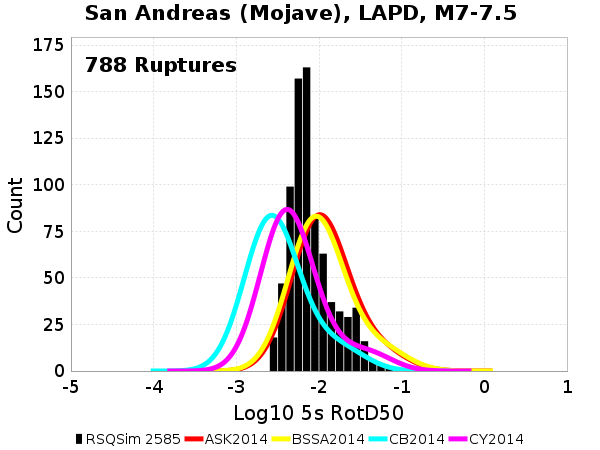 San Andreas (Mojave), LAPD, M7-7.5
788 Ruptures
175
150
125
100
75
50
25
0
Count
-5 -4 -3 -2 -1 0 1
Log10 5s RotD50
RSQSim 2585 ASK2014 BSSA2014 CB2014 CY2014